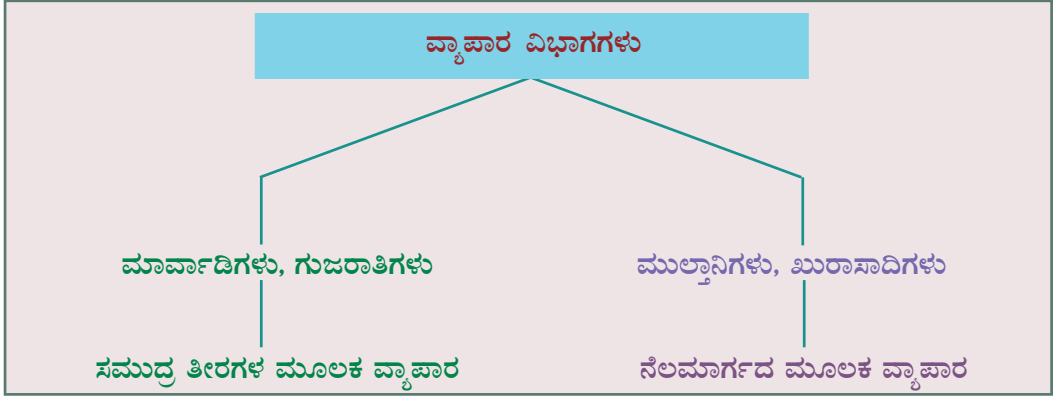 ವ್ಯಾಪಾರ ವಿಭಾಗಗಳು
ಮಾರ್ವಾಡಿಗಳು, ಗುಜರಾತಿಗಳು
ಮುಲ್ತಾನಿಗಳು, ಖುರಾಸಾದಿಗಳು
ಸಮುದ್ರ ತೀರಗಳ ಮೂಲಕ ವ್ಯಾಪಾರ
ನೆಲಮಾರ್ಗದ ಮೂಲಕ ವ್ಯಾಪಾರ